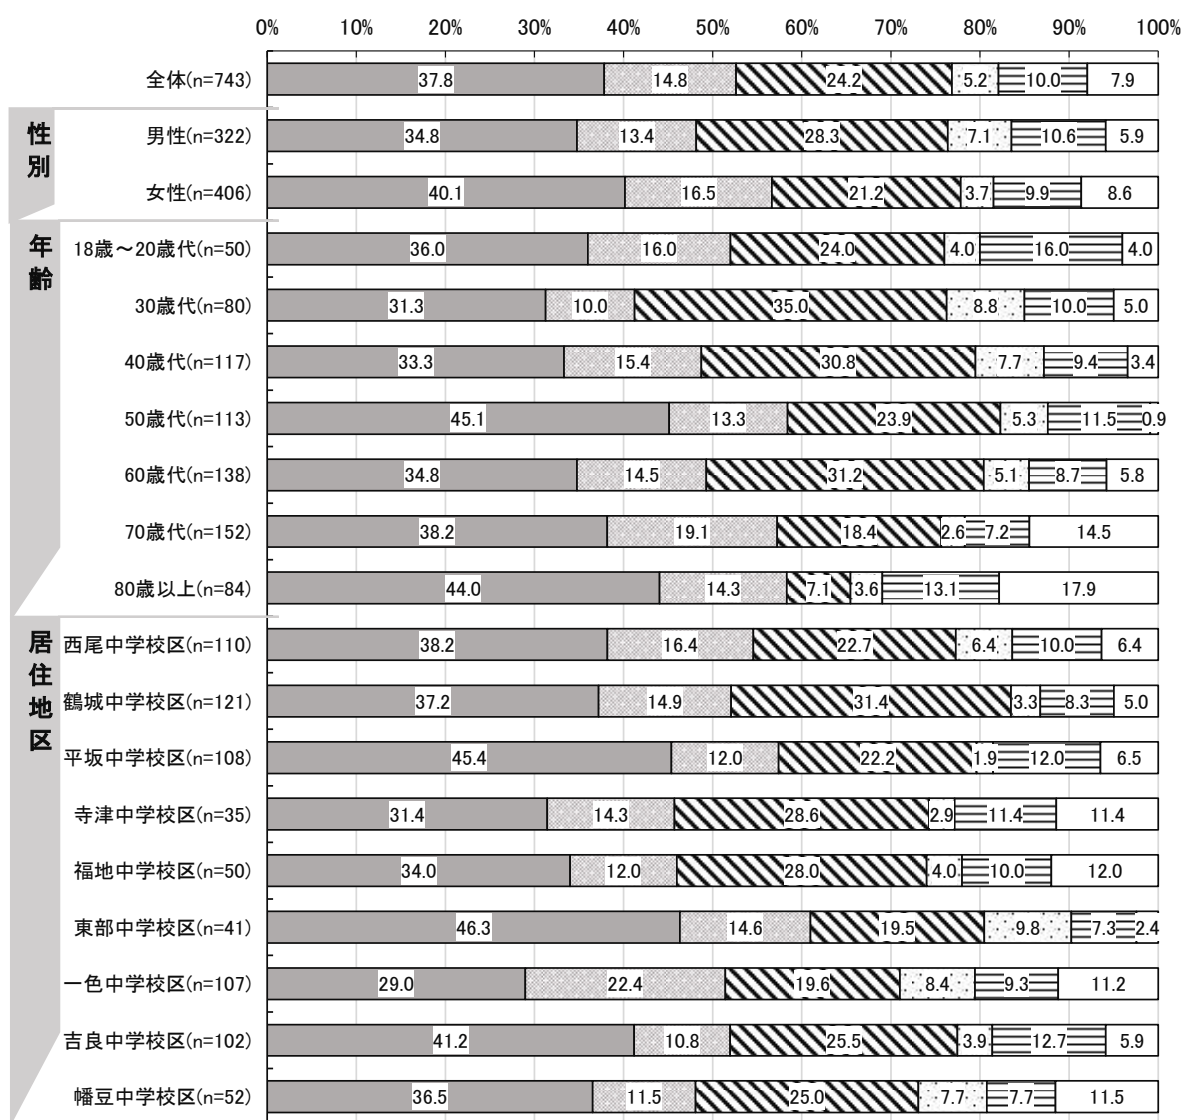 0% 10% 20% 30% 40% 50% 60% 70% 80% 90% 100%
全体(n=743) 37.8 14.8 24.2 5.2 10.0 7.9
性別
男性(n=322) 34.8 13.4 28.3 7.1 10.6 5.9
女性(n=406) 40.1 16.5 21.2 3.7 9.9 8.6
年齢
18歳～20歳代(n=50) 36.0 16.0 24.0 4.0 16.0 4.0
30歳代(n=80) 31.3 10.0 35.0 8.8 10.0 5.0
40歳代(n=117) 33.3 15.4 30.8 7.7 9.4 3.4
50歳代(n=113) 45.1 13.3 23.9 5.3 11.5 0.9
60歳代(n=138) 34.8 14.5 31.2 5.1 8.7 5.8
70歳代(n=152) 38.2 19.1 18.4 2.6 7.2 14.5
80歳以上(n=84) 44.0 14.3 7.1 3.6 13.1 17.9
居住地区
西尾中学校区(n=110) 38.2 16.4 22.7 6.4 10.0 6.4
鶴城中学校区(n=121) 37.2 14.9 31.4 3.3 8.3 5.0
平坂中学校区(n=108) 45.4 12.0 22.2 1.9 12.0 6.5
寺津中学校区(n=35) 31.4 14.3 28.6 2.9 11.4 11.4
福地中学校区(n=50) 34.0 12.0 28.0 4.0 10.0 12.0
東部中学校区(n=41) 46.3 14.6 19.5 9.8 7.3 2.4
一色中学校区(n=107) 29.0 22.4 19.6 8.4 9.3 11.2
吉良中学校区(n=102) 41.2 10.8 25.5 3.9 12.7 5.9
幡豆中学校区(n=52) 36.5 11.5 25.0 7.7 7.7 11.5